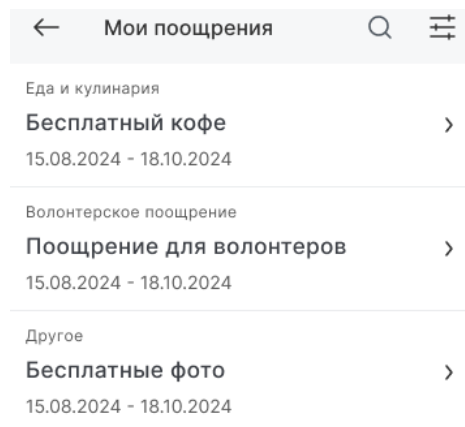 Мои поощрения
Еда и кулинария
Бесплатный кофе
15.08.2024 - 18.10.2024
Волонтерское поощрение
Поощрение для волонтеров
15.08.2024 - 18.10.2024
Другое
Бесплатные фото
15.08.2024 - 18.10.2024